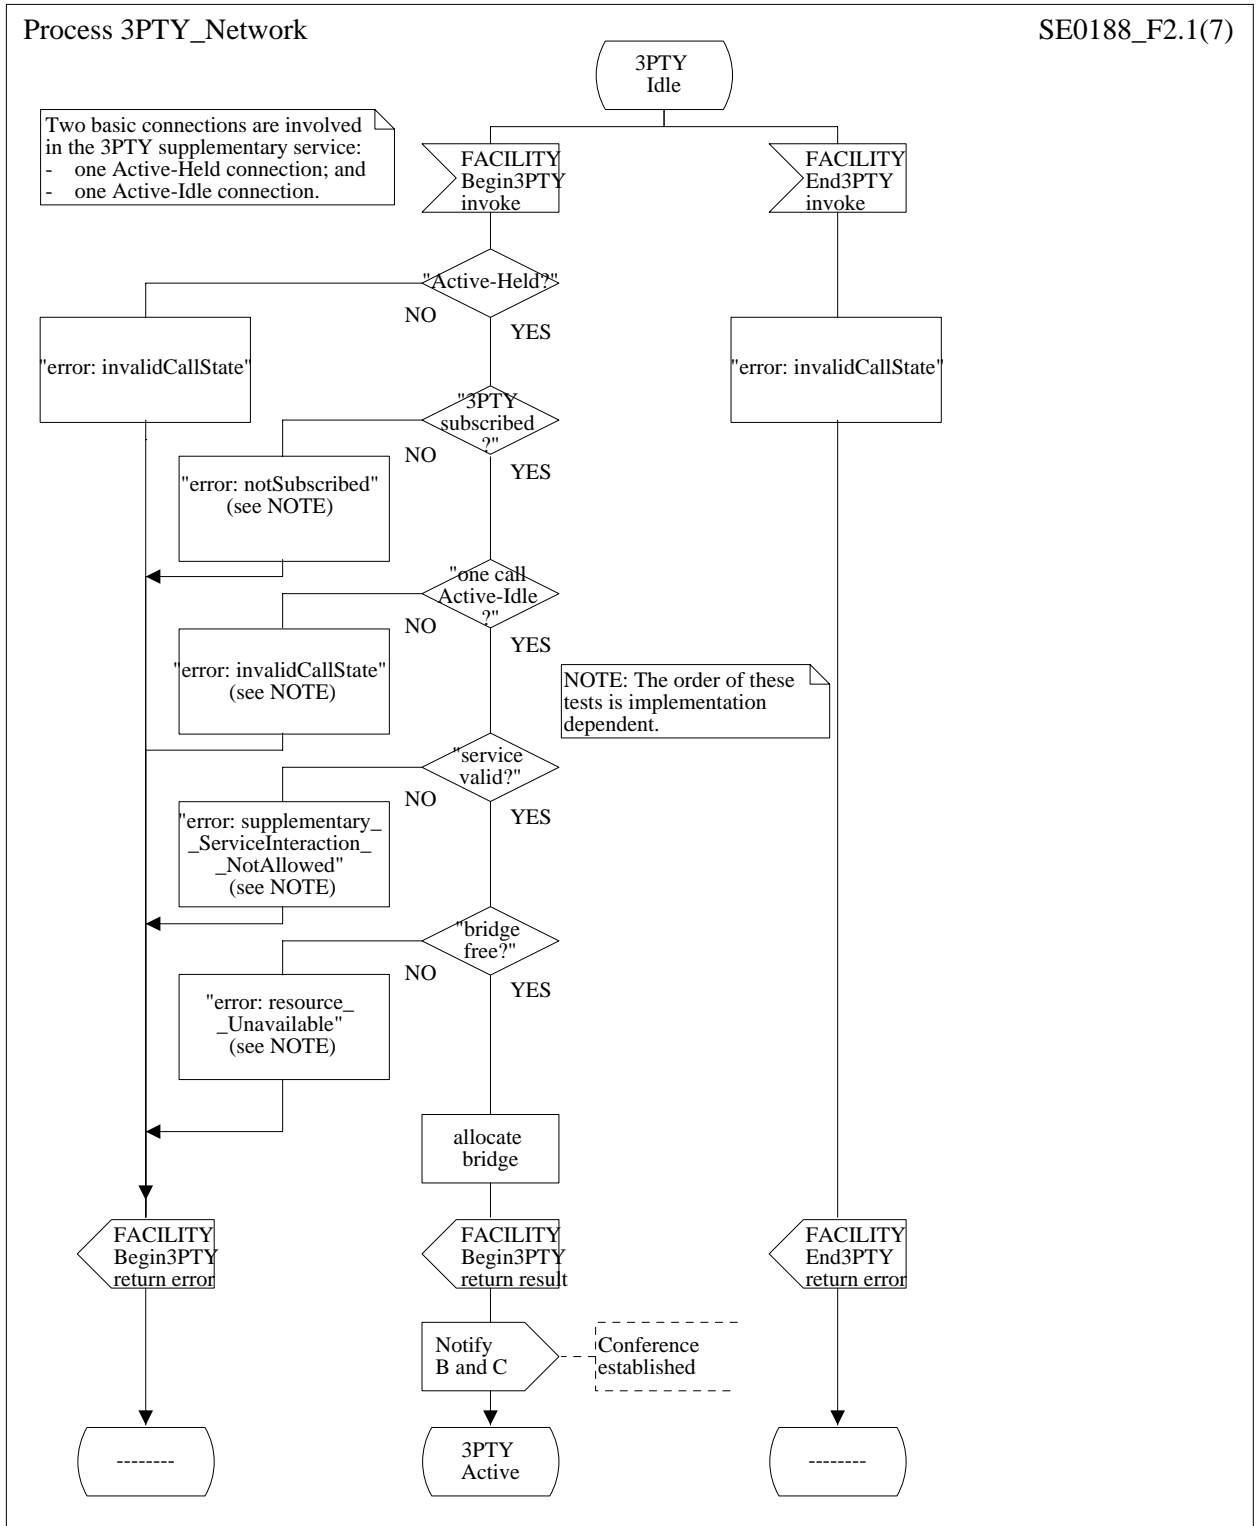 Process 3PTY_Network
SE0188_F2.1(7)
3PTY
Idle
Two basic connections are involved
in the 3PTY supplementary service:
- one Active-Held connection; and
- one Active-Idle connection.
FACILITY
Begin3PTY
invoke
FACILITY
End3PTY
invoke
"Active-Held?"
NO
YES
"error: invalidCallState"
"error: invalidCallState"
"3PTY
subscribed
?"
NO
YES
"error: notSubscribed"
(see NOTE)
"one call
Active-Idle
?"
NO
YES
"error: invalidCallState"
(see NOTE)
NOTE: The order of these
tests is implementation
dependent.
"service
valid?"
NO
YES
"error: supplementary_
_ServiceInteraction_
_NotAllowed"
(see NOTE)
"bridge
free?"
NO
YES
"error: resource_
_Unavailable"
(see NOTE)
allocate
bridge
FACILITY
Begin3PTY
return error
FACILITY
Begin3PTY
return result
FACILITY
End3PTY
return error
Notify
B and C
Conference
established
--------
3PTY
Active
--------